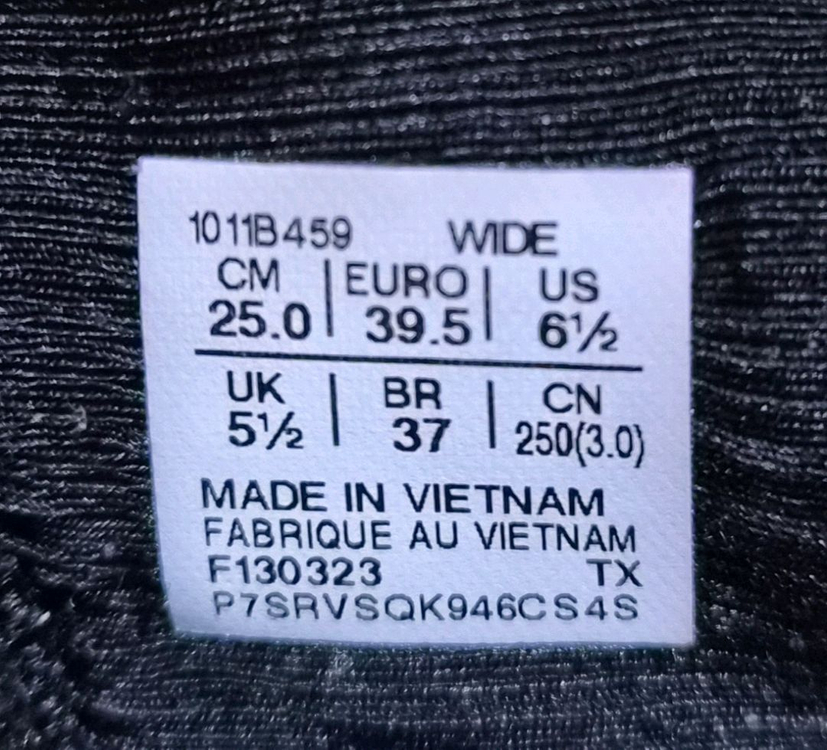 1011B459 WIDE
CM | EURO | US
25.0 | 39.5 | 6½
UK | BR | CN
5½ | 37 | 250(3.0)
MADE IN VIETNAM
FABRIQUE AU VIETNAM
F130323 TX
P7SRVSQK946CS4S